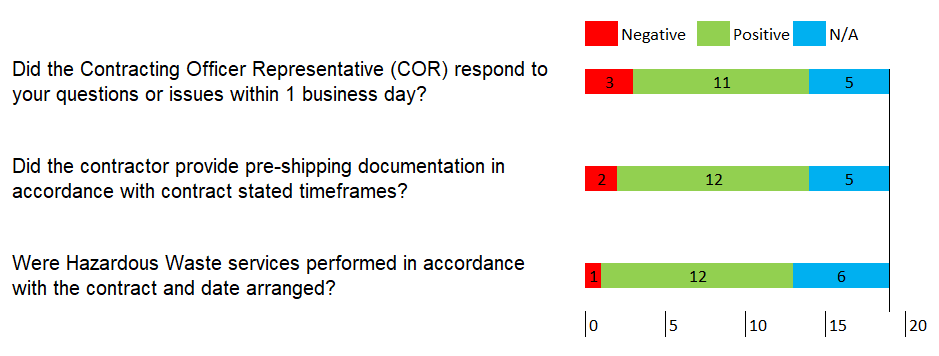 Negative Positive N/A
Did the Contracting Officer Representative (COR) respond to
your questions or issues within 1 business day?
3 11 5
Did the contractor provide pre-shipping documentation in
accordance with contract stated timeframes?
2 12 5
Were Hazardous Waste services performed in accordance
with the contract and date arranged?
1 12 6
0 5 10 15 20